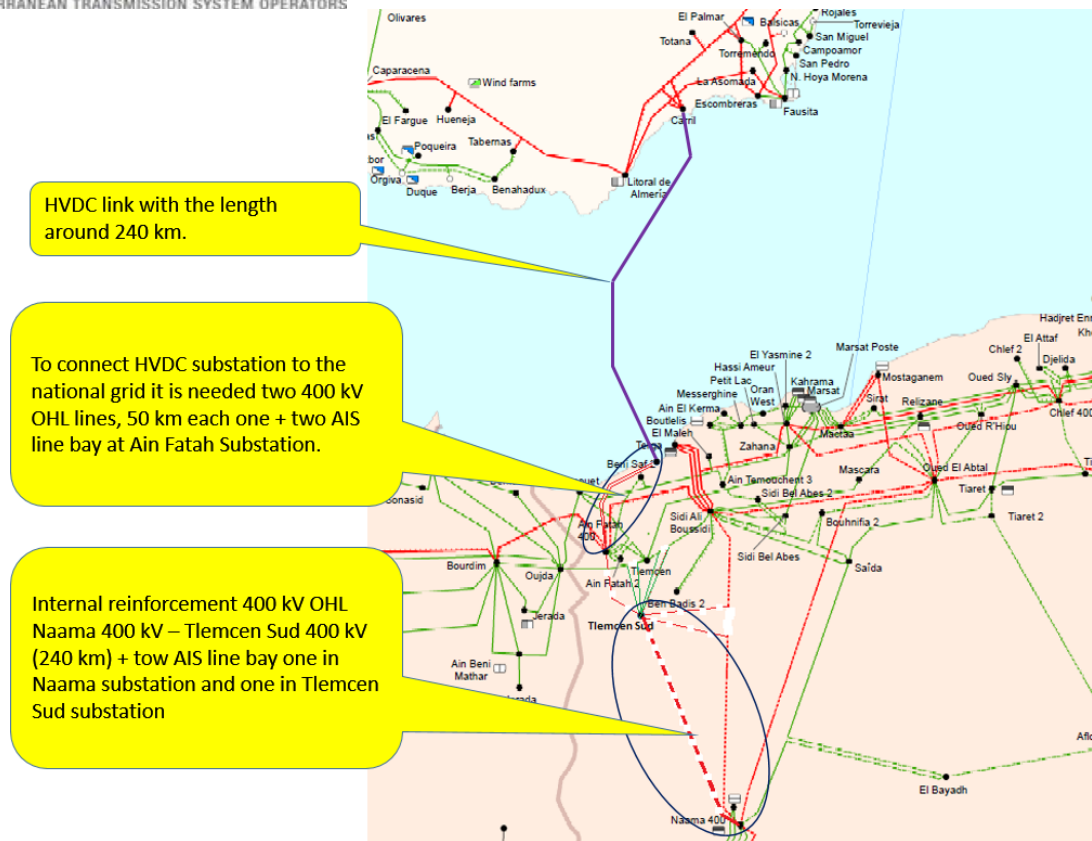 RRANEAN TRANSMISSION SYSTEM OPERATORS
Olivares
Caparacena
Wind farms
El Fargue
Hueneja
Poqueira
Tabernas
Orgiva
Duque
Berja
Benahadux
El Palmar
Balsicas
Rojales
Torrevieja
Totana
Torremendo
San Miguel
Campoamor
San Pedro
La Asomada
N. Hoya Morena
Escombreras
Fausita
Carril
Litoral de
Almería
HVDC link with the length
around 240 km.
To connect HVDC substation to the
national grid it is needed two 400 kV
OHL lines, 50 km each one + two AIS
line bay at Ain Fatah Substation.
Internal reinforcement 400 kV OHL
Naama 400 kV – Tlemcen Sud 400 kV
(240 km) + tow AIS line bay one in
Naama substation and one in Tlemcen
Sud substation
Hadjret Enr
El Attaf
Chlef 2
Djelida
Marsat Poste
El Yasmine 2
Hassi Ameur
Mostaganem
Oued Sly
Petit Lac
Kahrama
Oran
West
Marsat
Messerghine
Sirat
Relizane
Chlef 400
Ain El Kerma
Boutlelis
El Maleh
Zahana
Mactaa
Oued R'Hiou
Terga
Beni Saf
Mascara
Oued El Abtal
Ain Temouchent 3
Sidi Bel Abes 2
Tiaret
Ain Fatah
400
Sidi Ali
Boussidi
Bouhnifia 2
Tiaret 2
Sidi Bel Abes
Saïda
Bourdim
Oujda
Ain Fatah 2
Tlemcen
Ben Badis 2
Jerada
Tlemcen Sud
Ain Beni
Mathar
El Bayadh
Naama 400